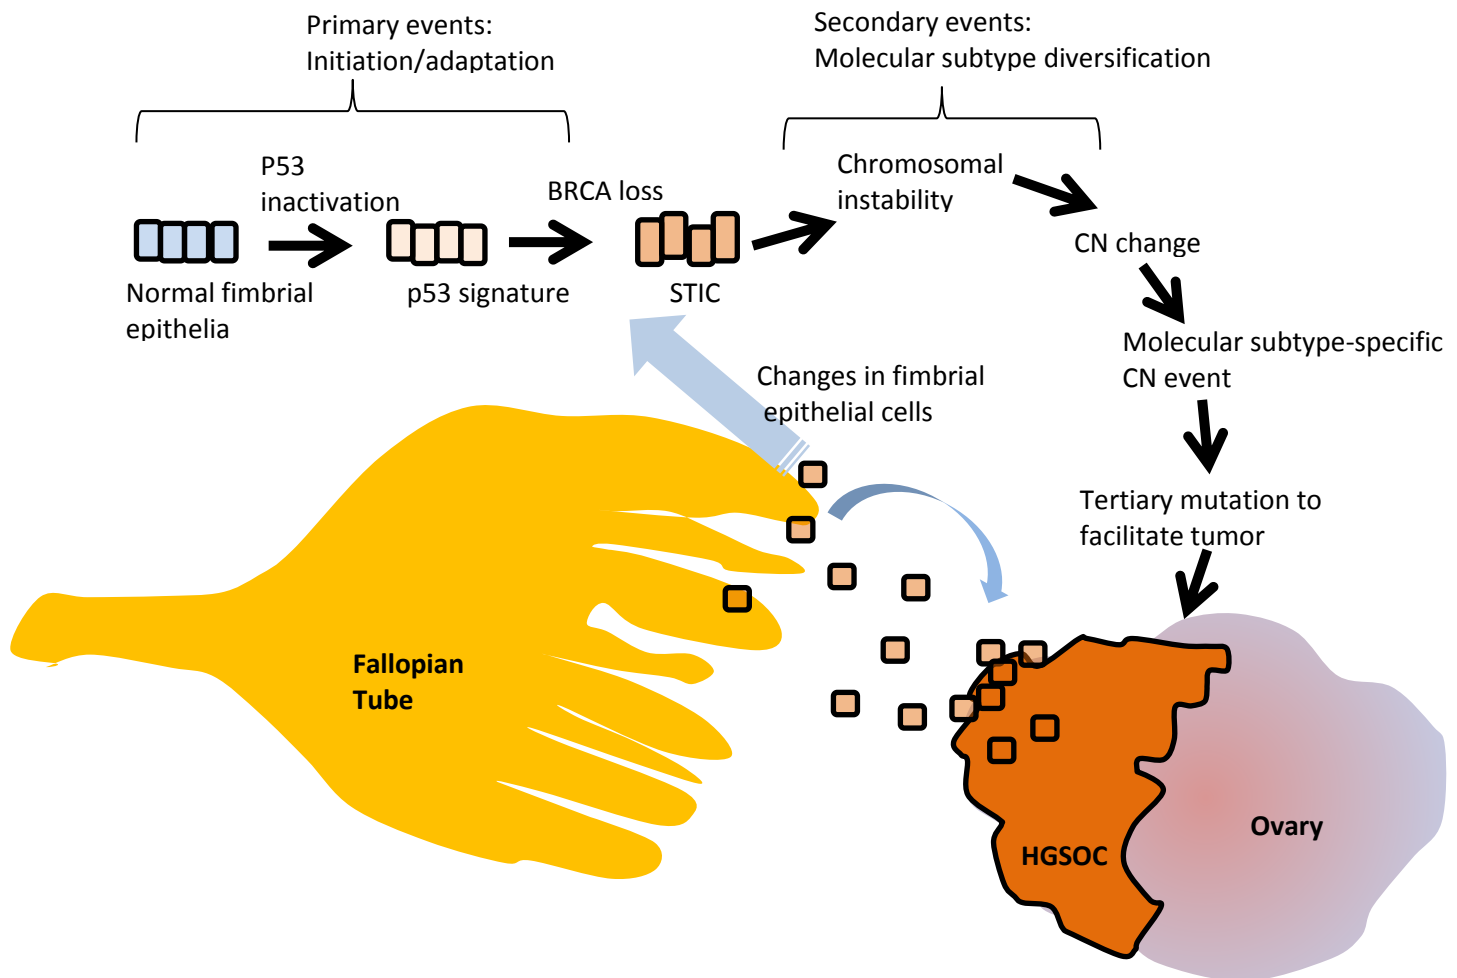 Primary events:
Initiation/adaptation
Secondary events:
Molecular subtype diversification
P53
inactivation
BRCA loss
Chromosomal
instability
CN change
Normal fimbrial
epithelia
p53 signature
STIC
Molecular subtype-specific
CN event
Changes in fimbrial
epithelial cells
Tertiary mutation to
facilitate tumor
Fallopian
Tube
HGSOC
Ovary